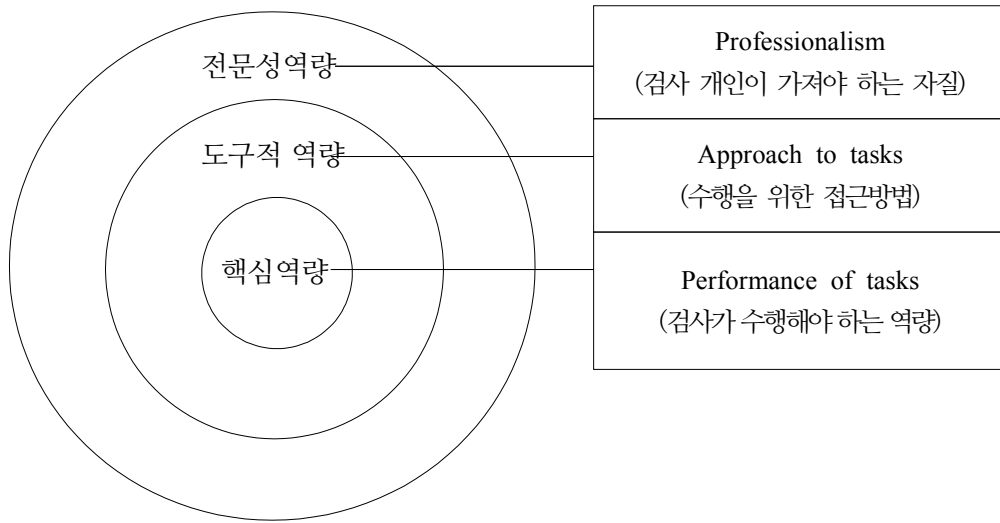 전문성역량
Professionalism
(검사 개인이 가져야 하는 자질)
도구적 역량
Approach to tasks
(수행을 위한 접근방법)
핵심역량
Performance of tasks
(검사가 수행해야 하는 역량)